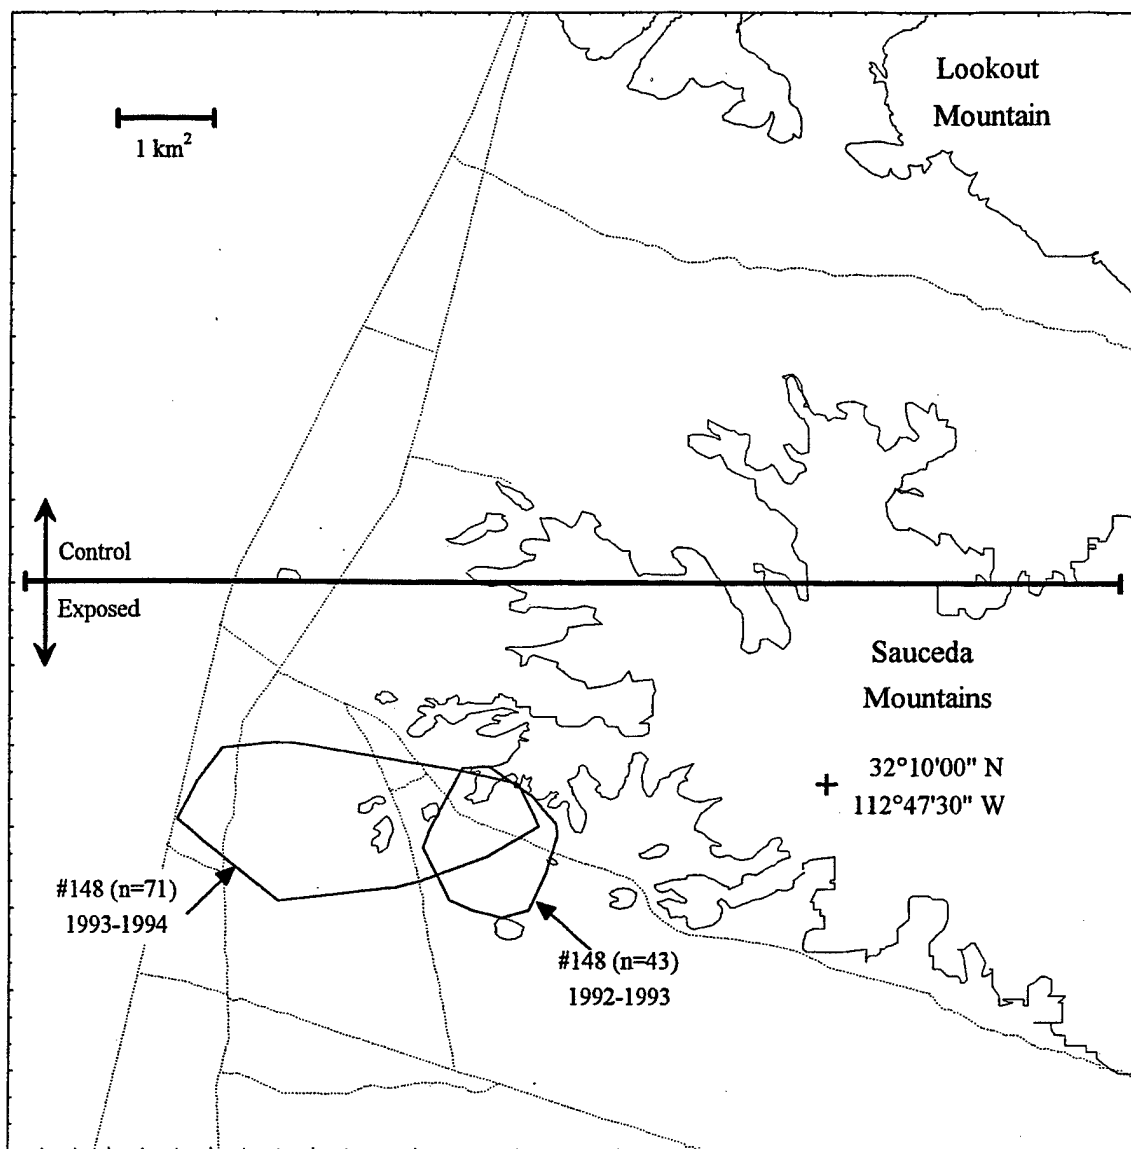 Lookout
Mountain
1 km²
Control
Exposed
Sauceda
Mountains
32°10'00" N
112°47'30" W
#148 (n=71)
1993-1994
#148 (n=43)
1992-1993